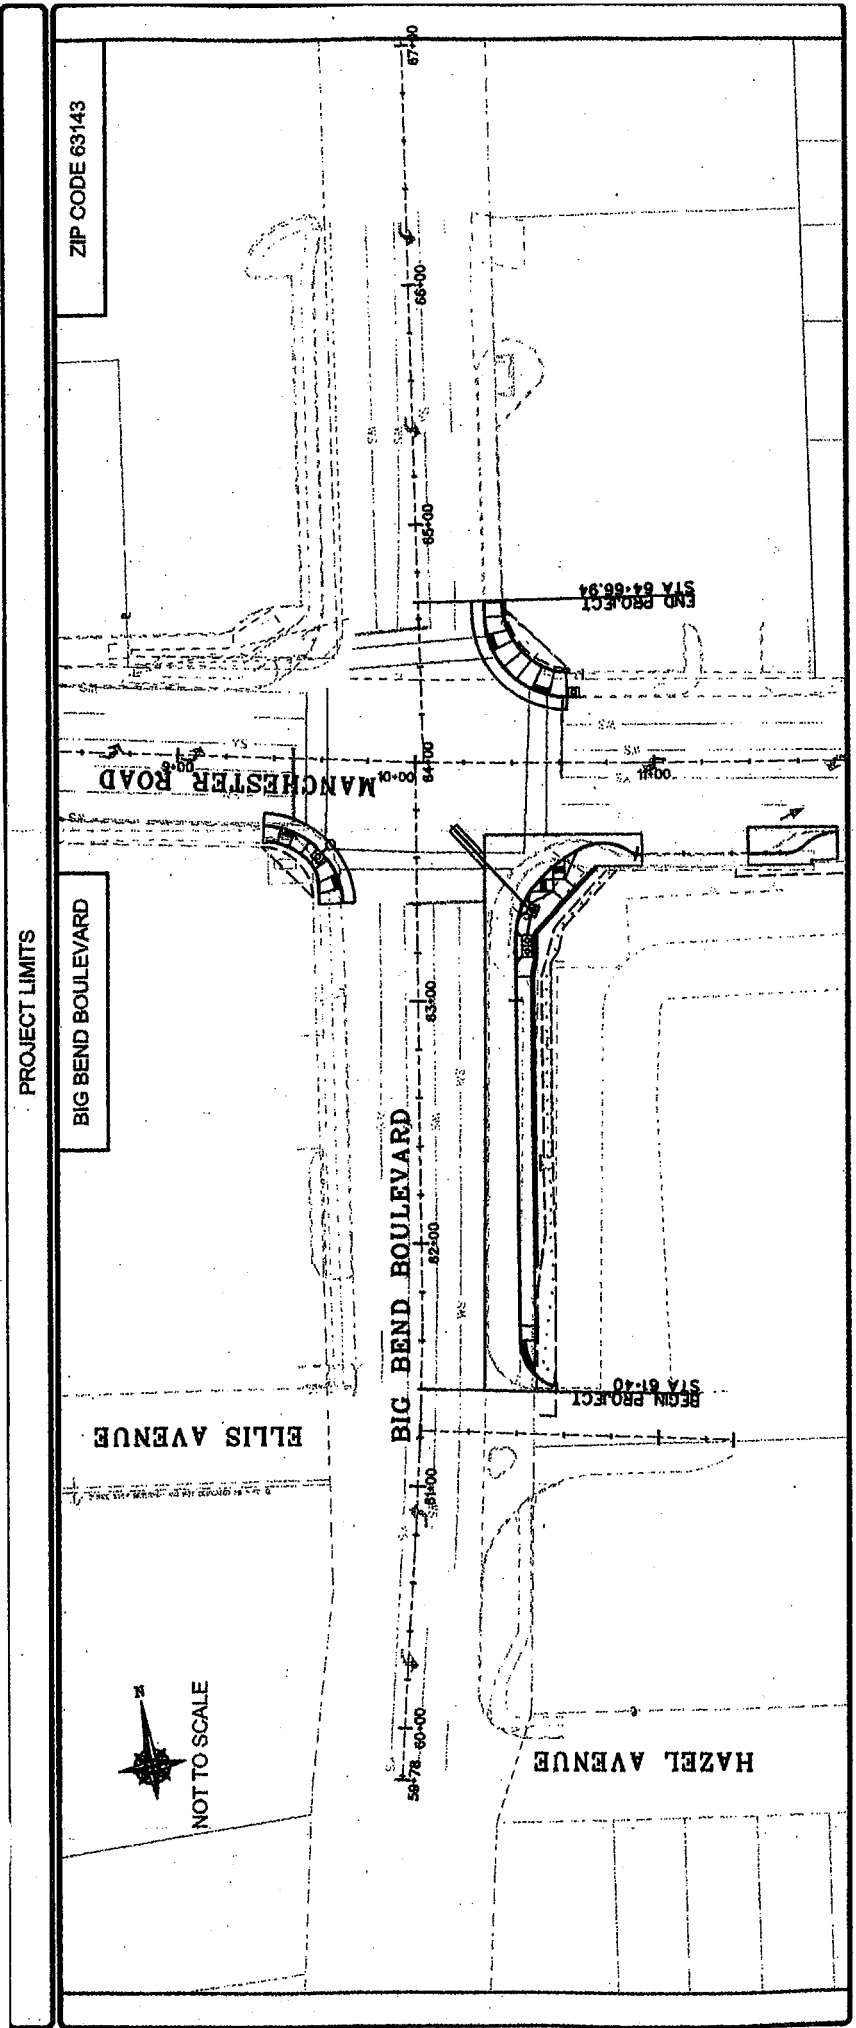 PROJECT LIMITS
ZIP CODE 63143
BIG BEND BOULEVARD
67+00
66+00
65+00
END PROJECT
STA 64+66.94
MANCHESTER ROAD
9+00
10+00
64+00
11+00
63+00
BIG BEND BOULEVARD
62+00
BEGIN PROJECT
STA 61+40
ELLIS AVENUE
61+00
60+00
59+78
HAZEL AVENUE
N
NOT TO SCALE